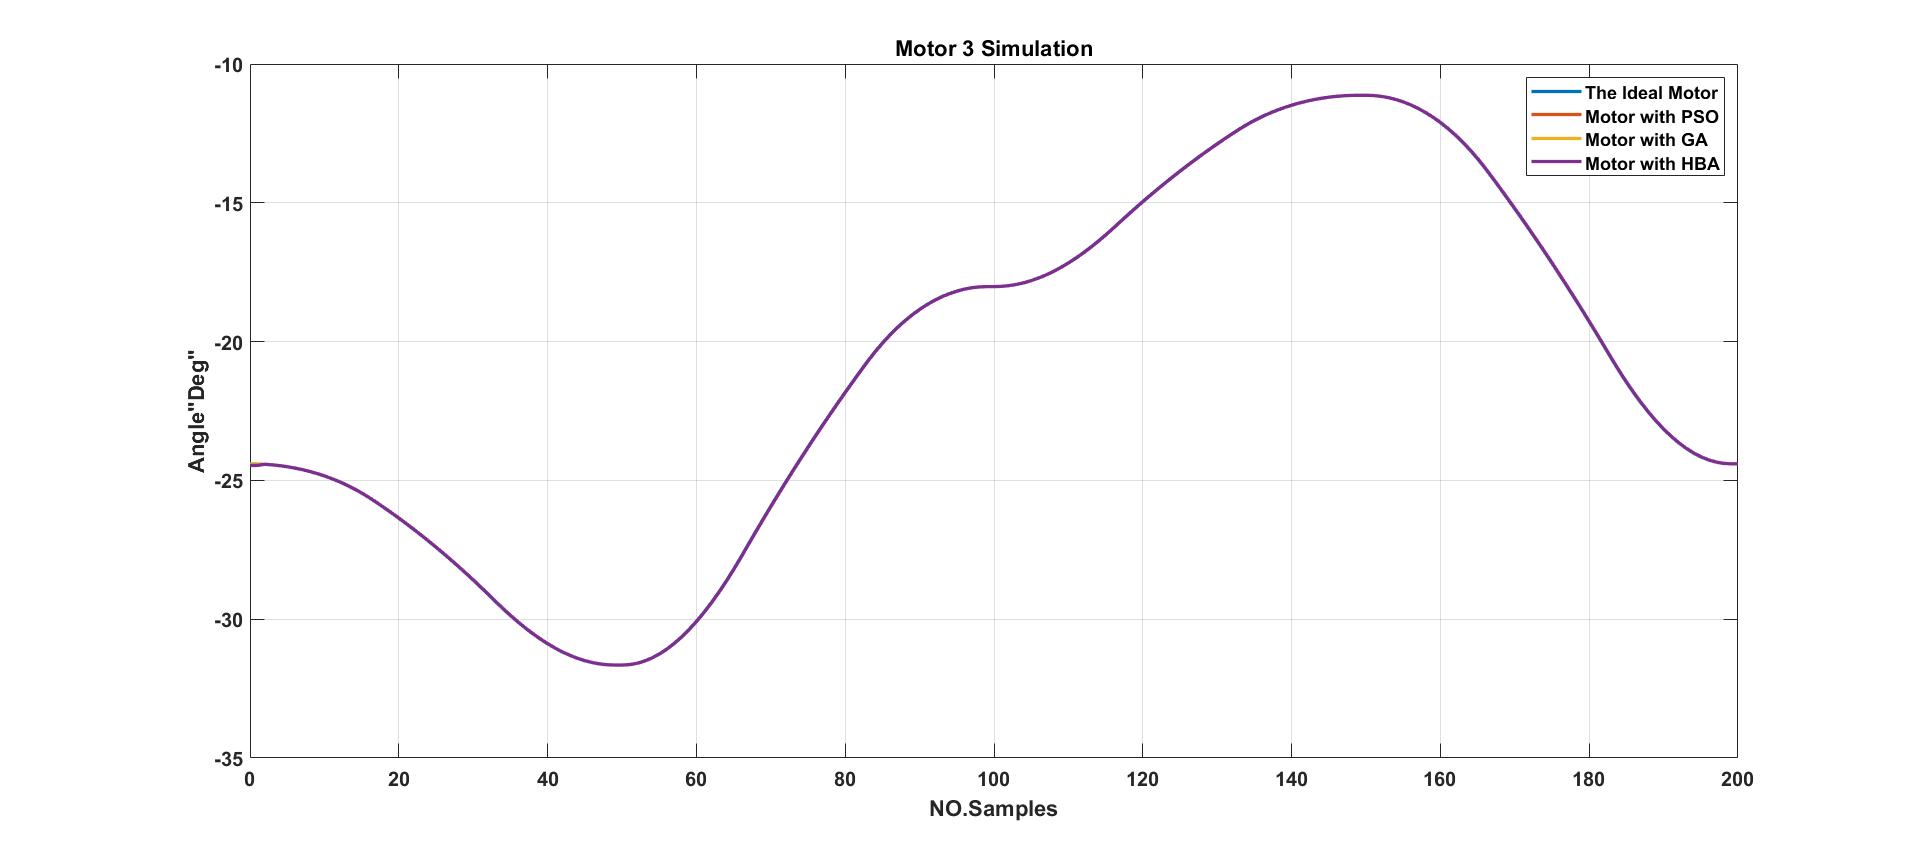 Motor 3 Simulation
-10
-15
-20
-25
-30
-35
Angle"Deg"
The Ideal Motor
Motor with PSO
Motor with GA
Motor with HBA
0 20 40 60 80 100 120 140 160 180 200
NO.Samples